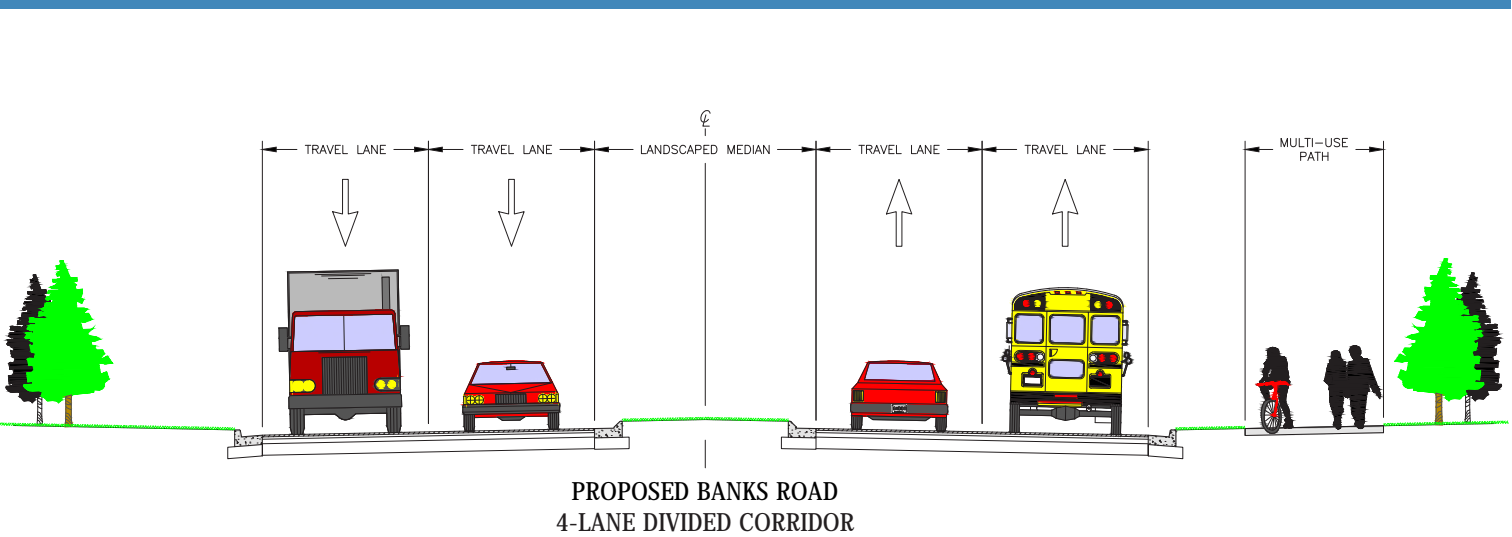 ℄
TRAVEL LANE
TRAVEL LANE
LANDSCAPED MEDIAN
TRAVEL LANE
TRAVEL LANE
MULTI-USE
PATH
PROPOSED BANKS ROAD
4-LANE DIVIDED CORRIDOR